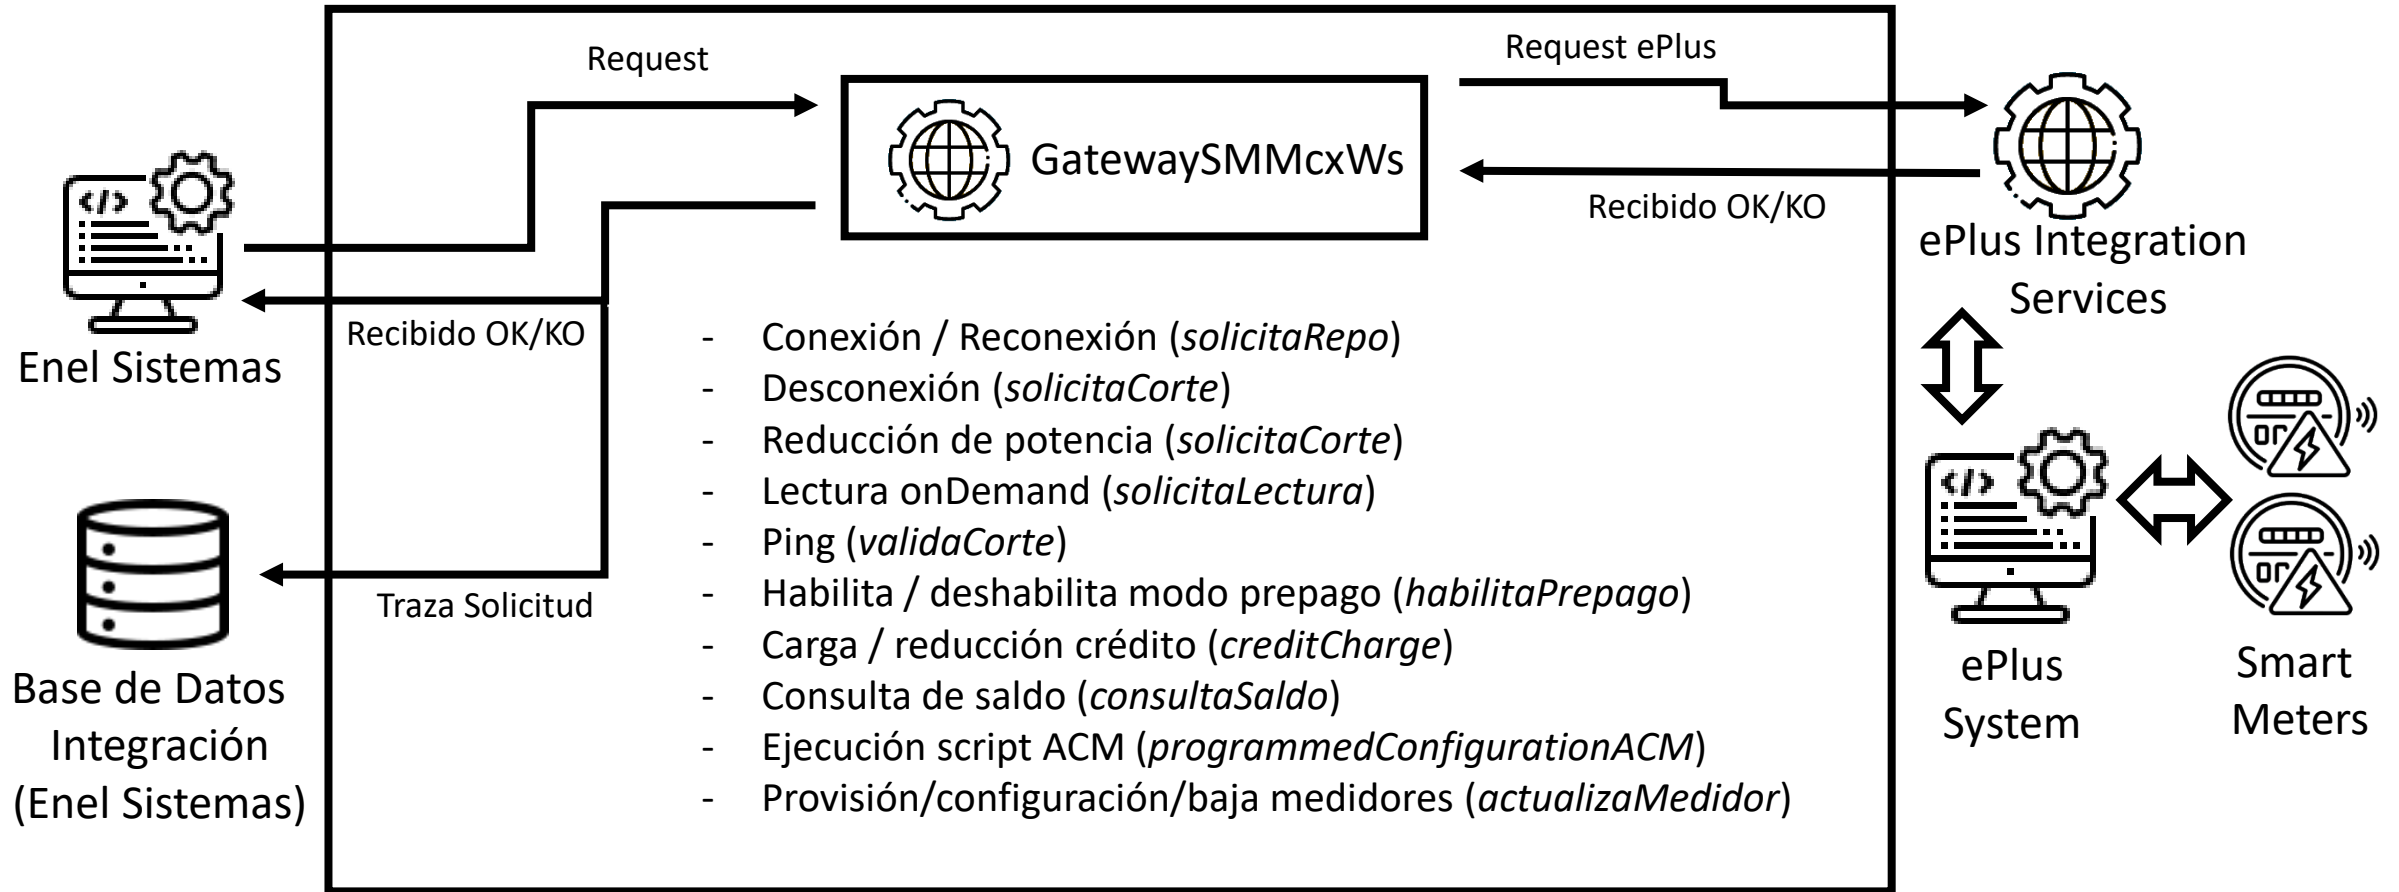 Request
Request ePlus
GatewaySMMcxWs
Recibido OK/KO
ePlus Integration
Services
Recibido OK/KO
Enel Sistemas
- Conexión / Reconexión (solicitaRepo)
- Desconexión (solicitaCorte)
- Reducción de potencia (solicitaCorte)
- Lectura onDemand (solicitaLectura)
- Ping (validaCorte)
- Habilita / deshabilita modo prepago (habilitaPrepago)
- Carga / reducción crédito (creditCharge)
- Consulta de saldo (consultaSaldo)
- Ejecución script ACM (programmedConfigurationACM)
- Provisión/configuración/baja medidores (actualizaMedidor)
Traza Solicitud
Base de Datos
Integración
(Enel Sistemas)
</>
</>
ePlus
System
Smart
Meters